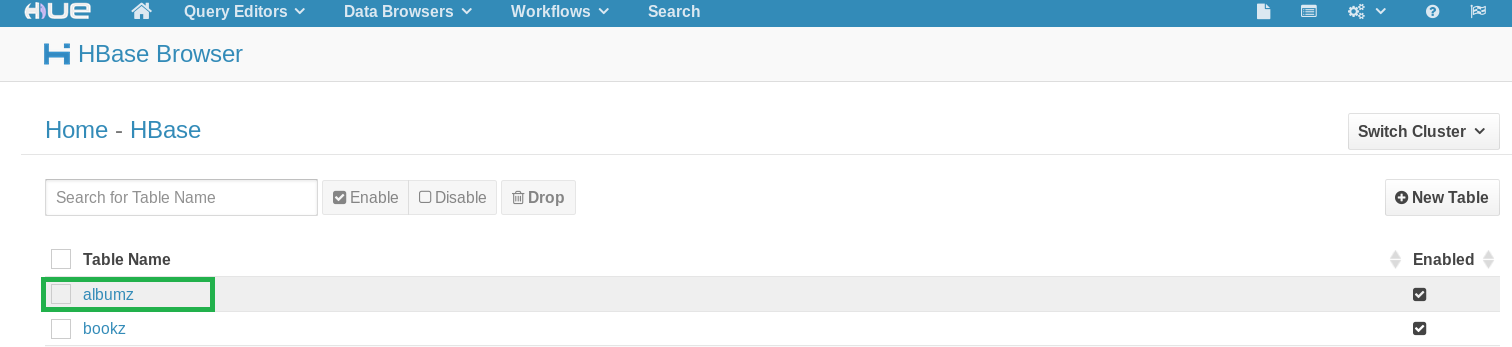 HUE Query Editors Data Browsers Workflows Search
HBase Browser
Home - HBase
Switch Cluster
Search for Table Name Enable Disable Drop New Table
Table Name Enabled
albumz
bookz